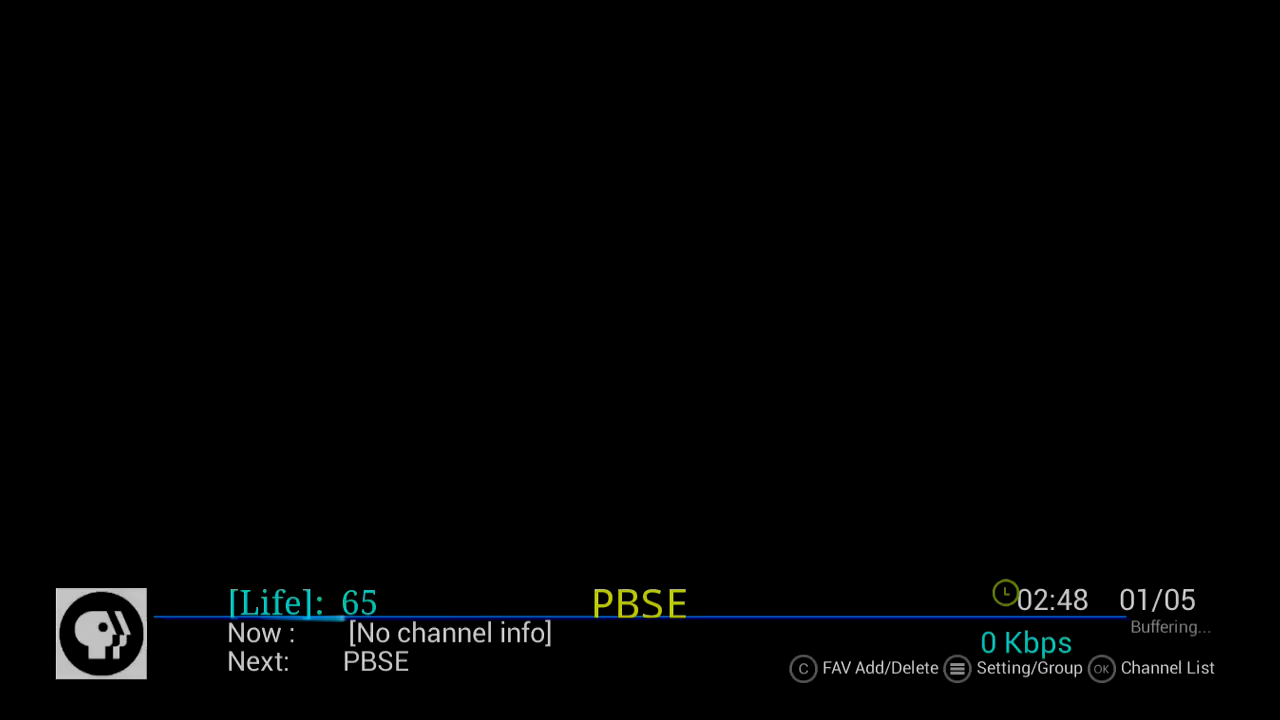 [Life]: 65
PBSE
02:48 01/05
Now : [No channel info]
Buffering...
0 Kbps
Next: PBSE
C FAV Add/Delete Setting/Group OK Channel List